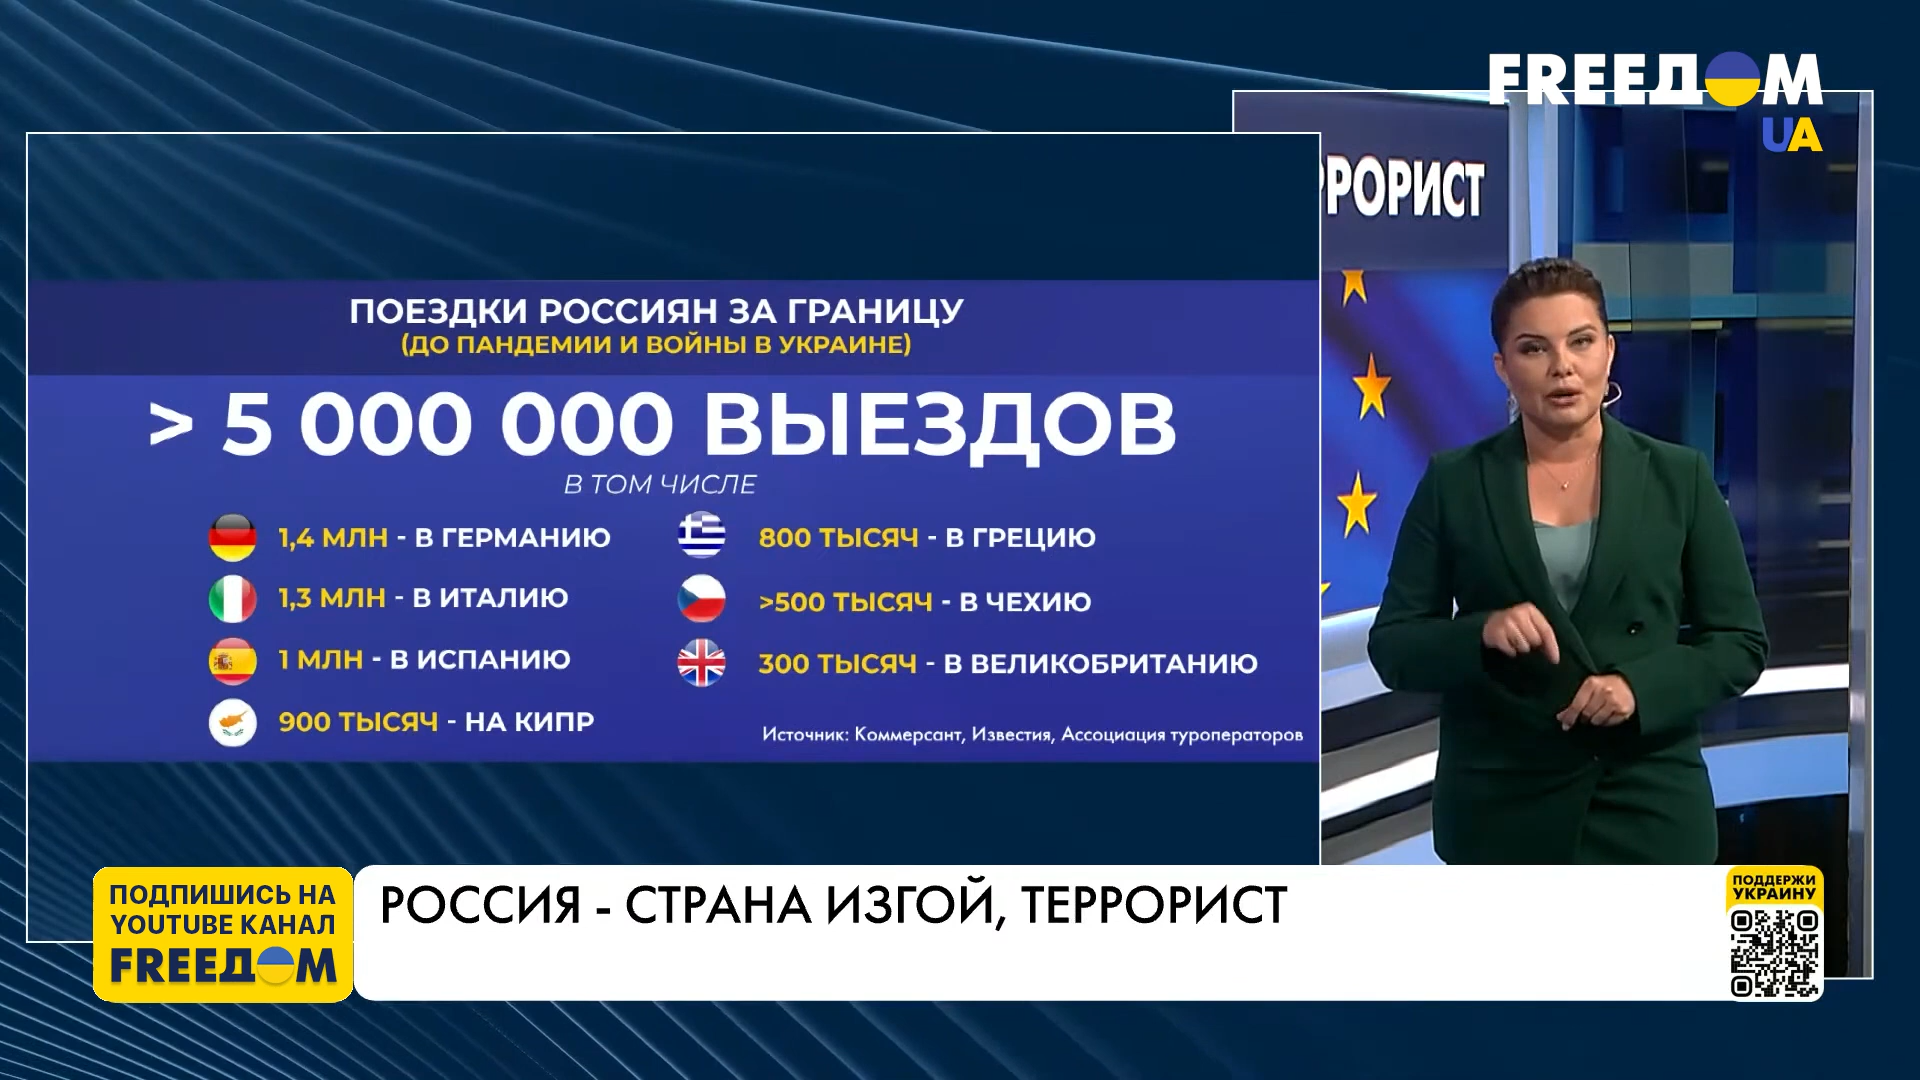 FREEДOM
UA
РРОРИСТ
ПОЕЗДКИ РОССИЯН ЗА ГРАНИЦУ
(ДО ПАНДЕМИИ И ВОЙНЫ В УКРАИНЕ)
> 5 000 000 ВЫЕЗДОВ
В ТОМ ЧИСЛЕ
1,4 МЛН - В ГЕРМАНИЮ
1,3 МЛН - В ИТАЛИЮ
1 МЛН - В ИСПАНИЮ
900 ТЫСЯЧ - НА КИПР
800 ТЫСЯЧ - В ГРЕЦИЮ
>500 ТЫСЯЧ - В ЧЕХИЮ
300 ТЫСЯЧ - В ВЕЛИКОБРИТАНИЮ
Источник: Коммерсант, Известия, Ассоциация туроператоров
ПОДПИШИСЬ НА
YOUTUBE КАНАЛ
FREEДOM
РОССИЯ - СТРАНА ИЗГОЙ, ТЕРРОРИСТ
ПОДДЕРЖИ
УКРАИНУ